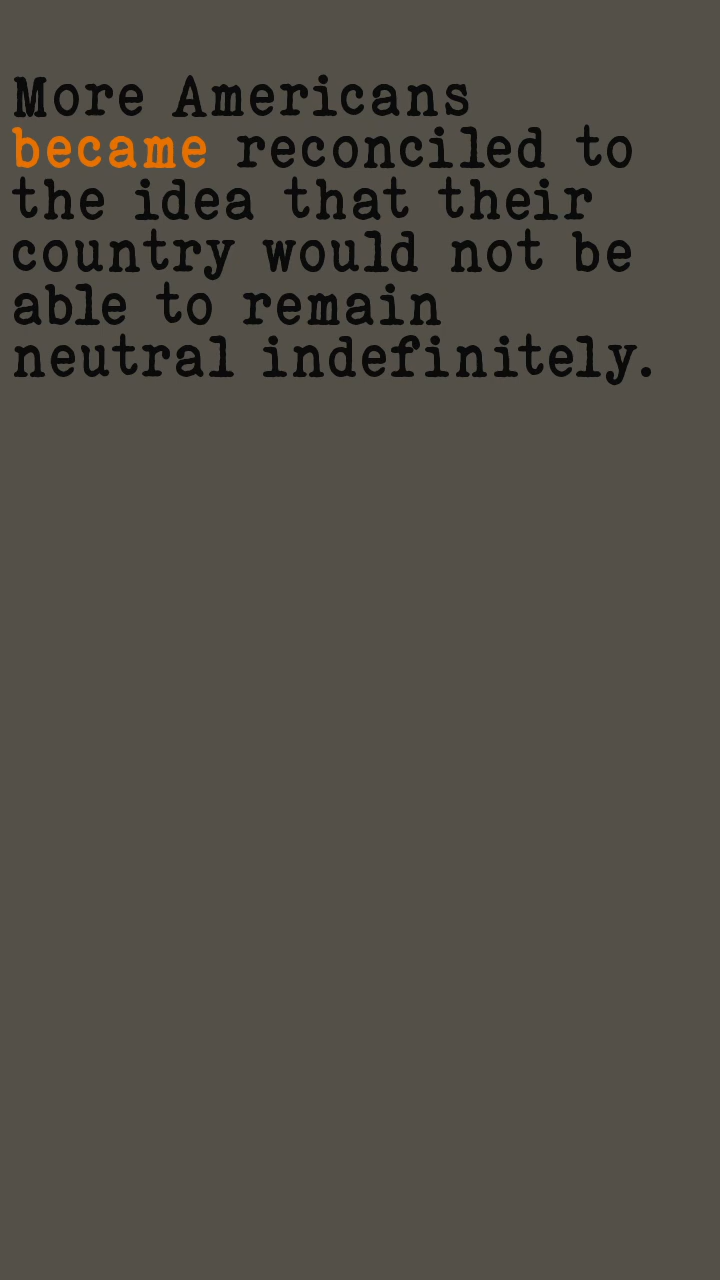 More Americans
became reconciled to
the idea that their
country would not be
able to remain
neutral indefinitely.